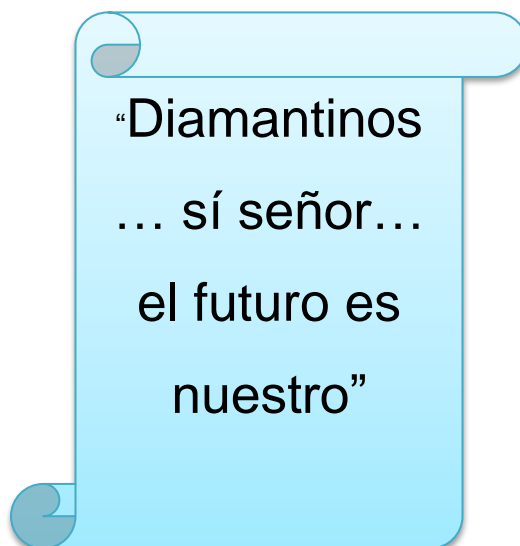 “Diamantinos
… sí señor…
el futuro es
nuestro”